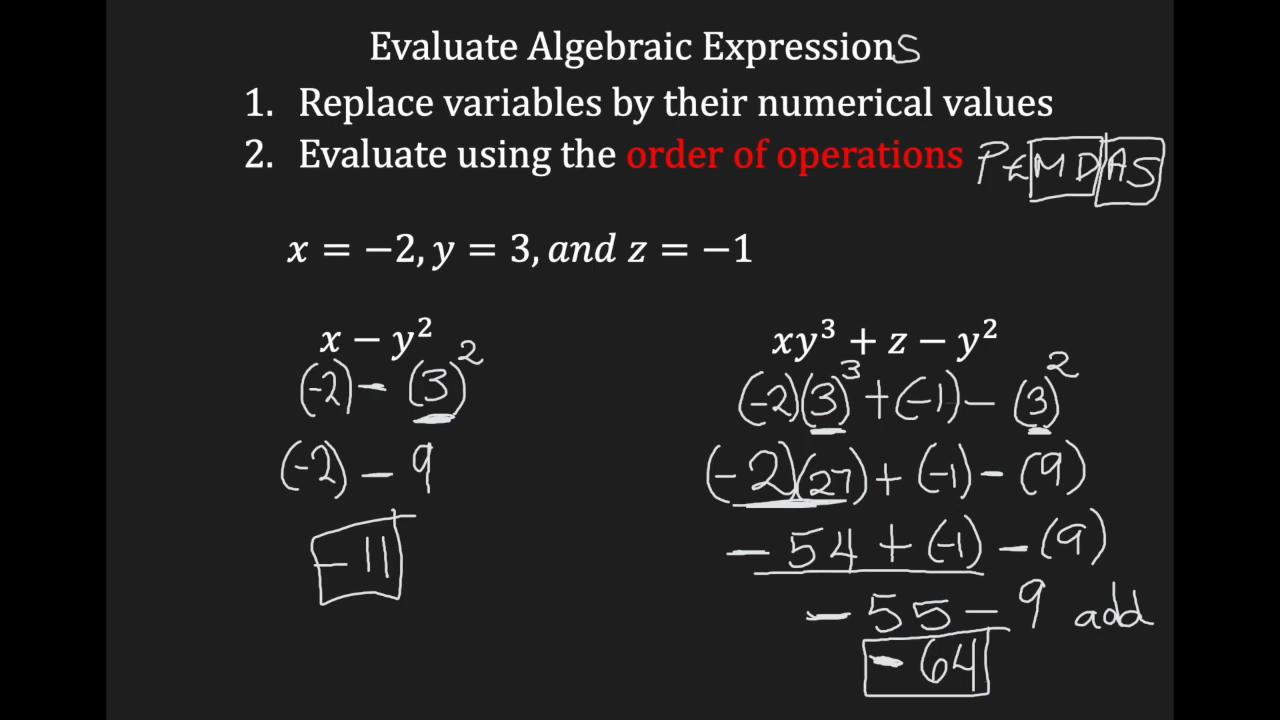 Evaluate Algebraic Expressions
1. Replace variables by their numerical values
2. Evaluate using the order of operations PEMDAS
x = −2, y = 3, and z = −1
x − y²
(-2) - (3)²
(-2) - 9
-11
xy³ + z − y²
(-2)(3)³ + (-1) - (3)²
(-2)(27) + (-1) - (9)
-54 + (-1) - (9)
-55 - 9 add
-64